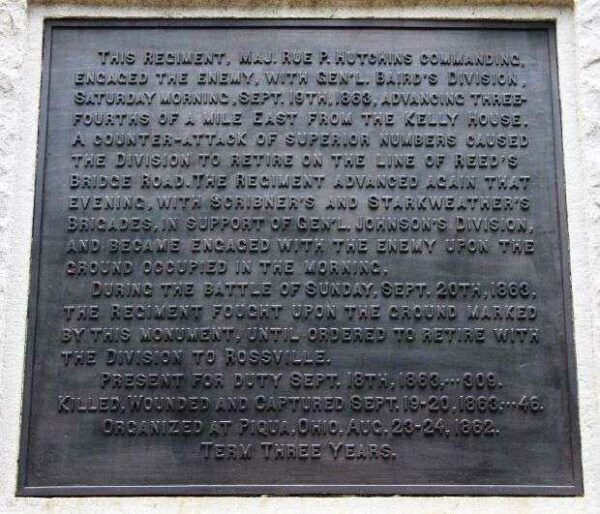 THIS REGIMENT, MAJ. RUE P. HUTCHINS COMMANDING,
ENGAGED THE ENEMY, WITH GEN'L. BAIRD'S DIVISION,
SATURDAY MORNING, SEPT. 19TH, 1863, ADVANCING THREE-
FOURTHS OF A MILE EAST FROM THE KELLY HOUSE.
A COUNTER-ATTACK OF SUPERIOR NUMBERS CAUSED
THE DIVISION TO RETIRE ON THE LINE OF REED'S
BRIDGE ROAD. THE REGIMENT ADVANCED AGAIN THAT
EVENING, WITH SCRIBNER'S AND STARKWEATHER'S
BRIGADES, IN SUPPORT OF GEN'L. JOHNSON'S DIVISION,
AND BECAME ENGAGED WITH THE ENEMY UPON THE
GROUND OCCUPIED IN THE MORNING.
DURING THE BATTLE OF SUNDAY, SEPT. 20TH, 1863,
THE REGIMENT FOUGHT UPON THE GROUND MARKED
BY THIS MONUMENT, UNTIL ORDERED TO RETIRE WITH
THE DIVISION TO ROSSVILLE.
PRESENT FOR DUTY SEPT. 18TH, 1863,···309.
KILLED, WOUNDED AND CAPTURED SEPT. 19-20, 1863,···46.
ORGANIZED AT PIQUA, OHIO, AUG. 23-24, 1862.
TERM THREE YEARS.